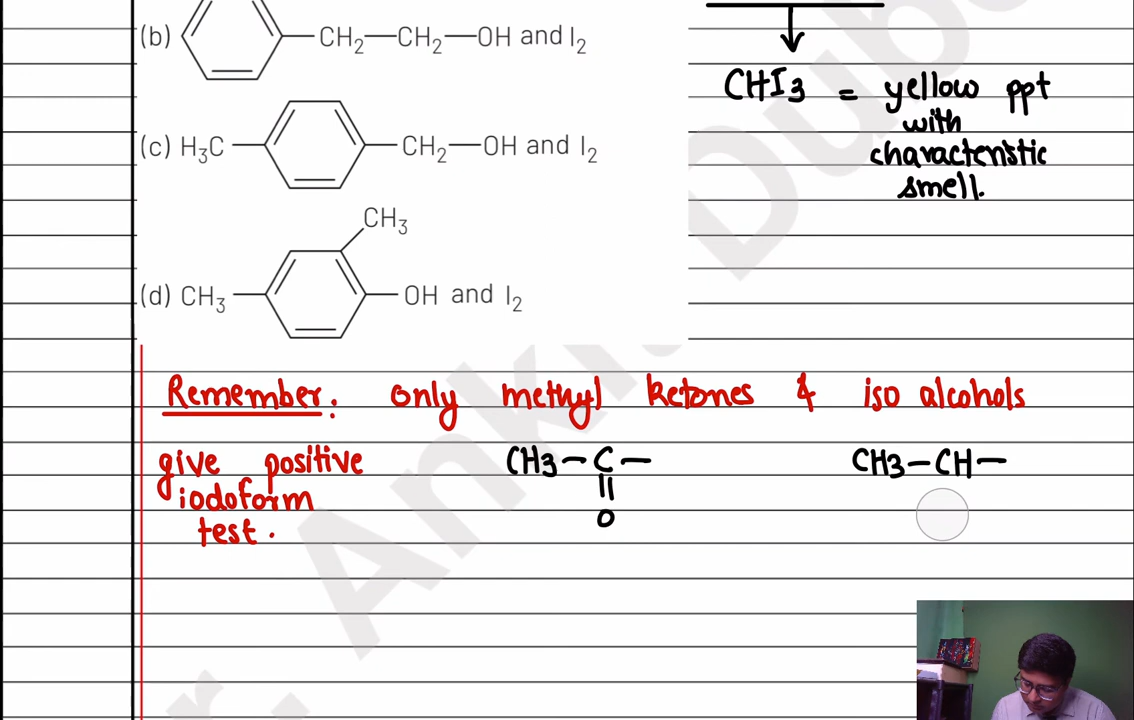 (b) CH2—CH2—OH and I2
CHI3 = yellow ppt
with
characteristic
smell.
(c) H3C CH2—OH and I2
CH3
(d) CH3 OH and I2
Remember: only methyl ketones & iso alcohols
give positive CH3-C- CH3-CH-
iodoform
O
test.